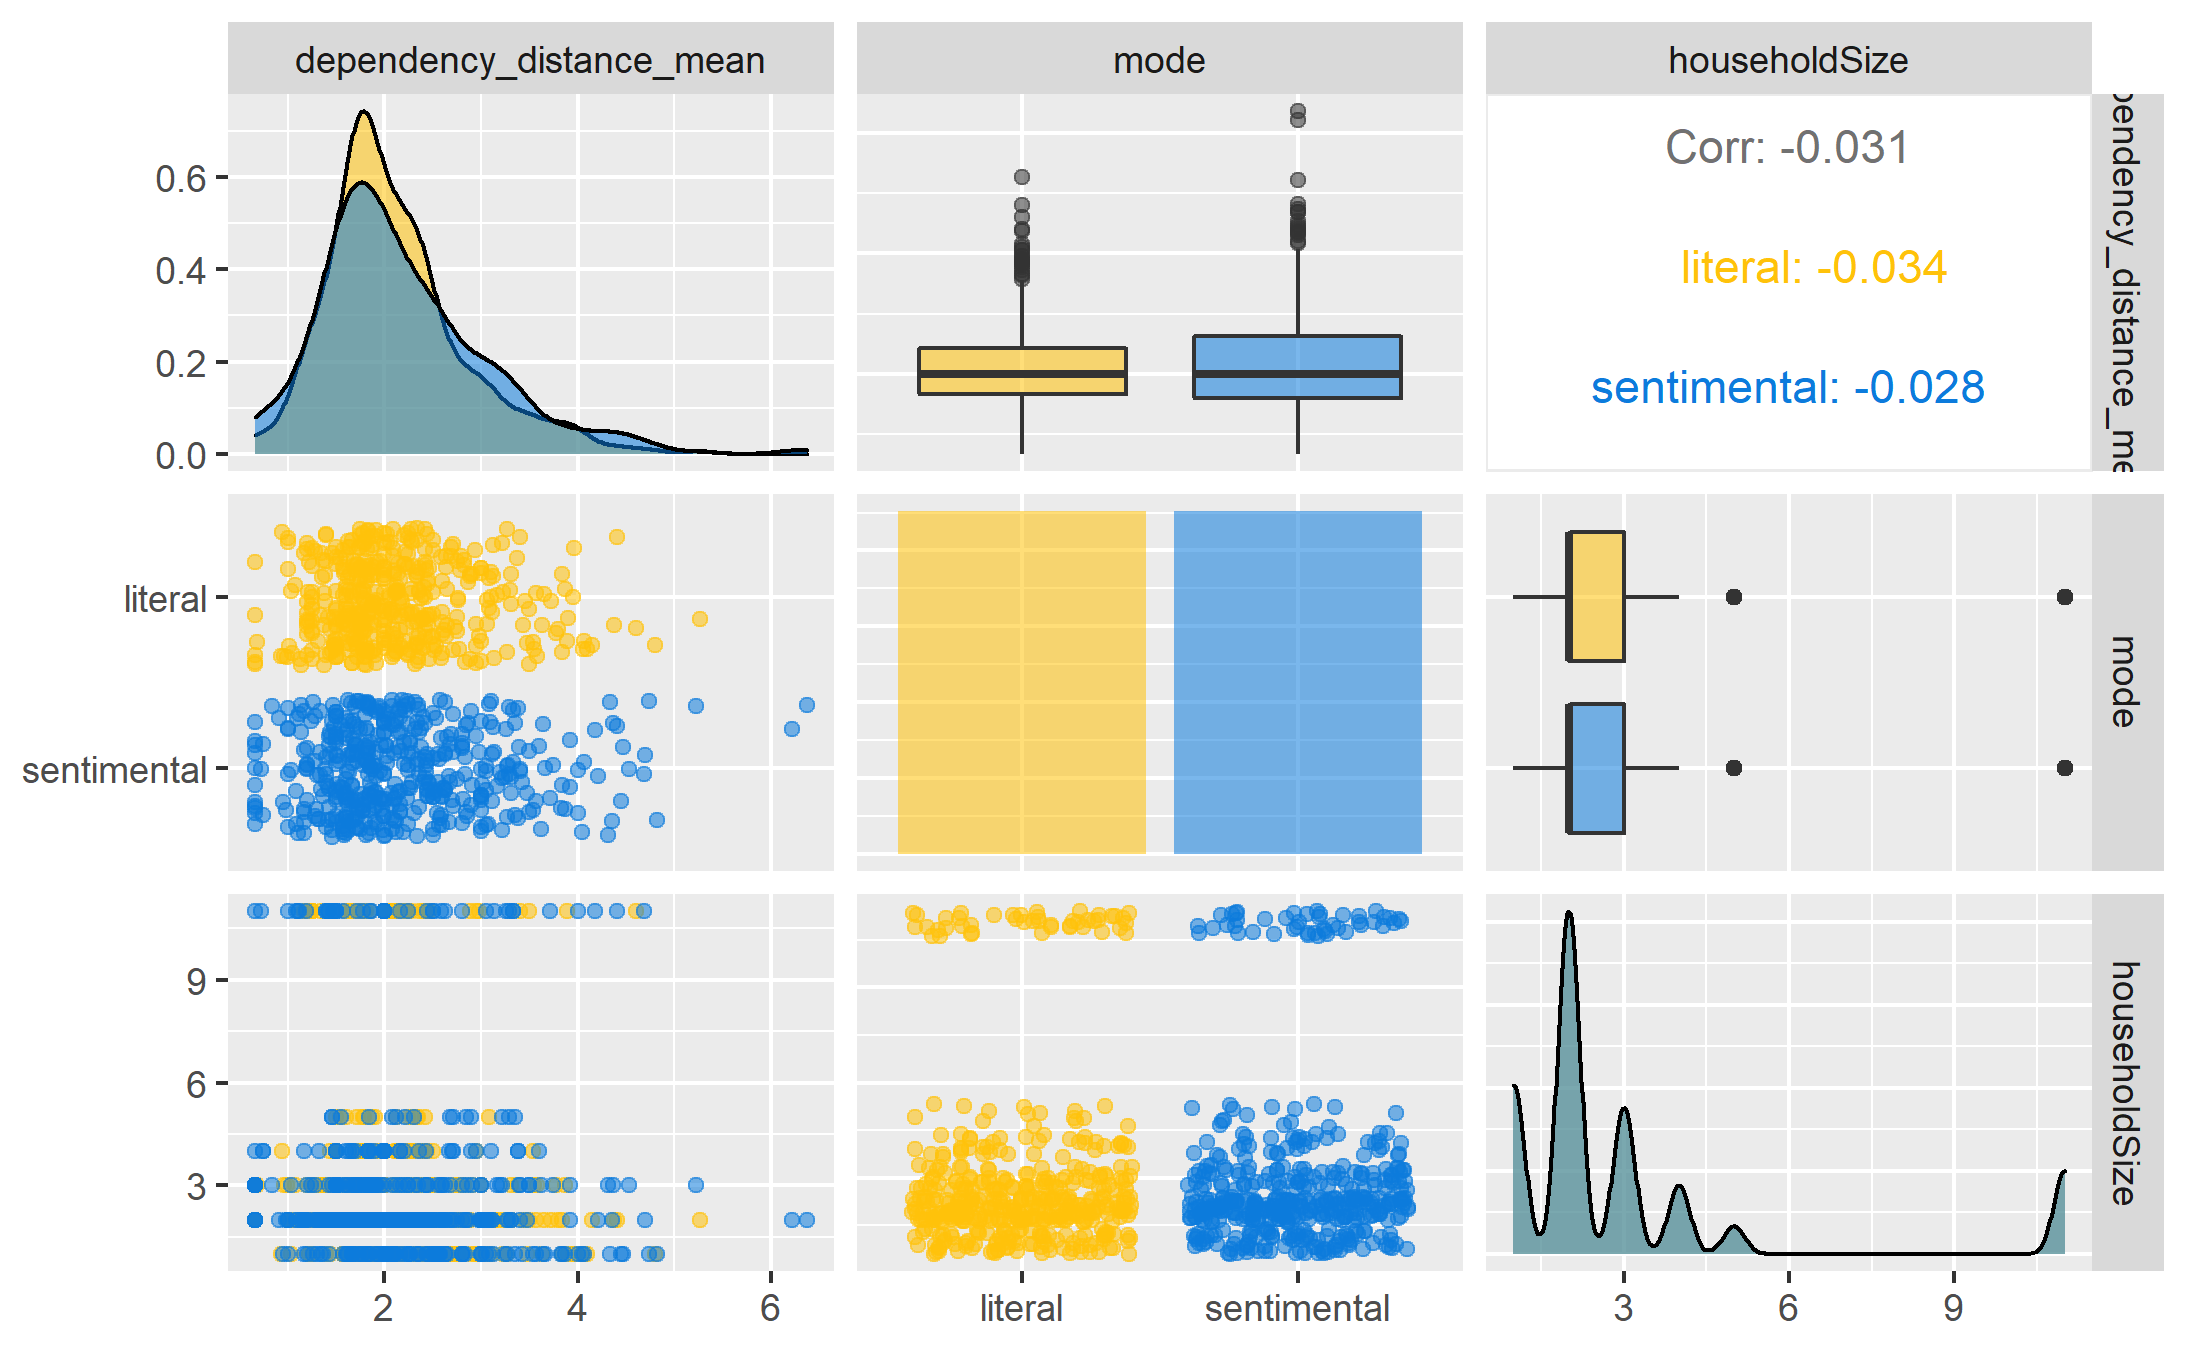 dependency_distance_mean
mode
householdSize
0.6
0.4
0.2
0.0
Corr: -0.031
literal: -0.034
sentimental: -0.028
pendency_distance_me
literal
sentimental
mode
9
6
3
householdSize
2
4
6
literal
sentimental
3
6
9